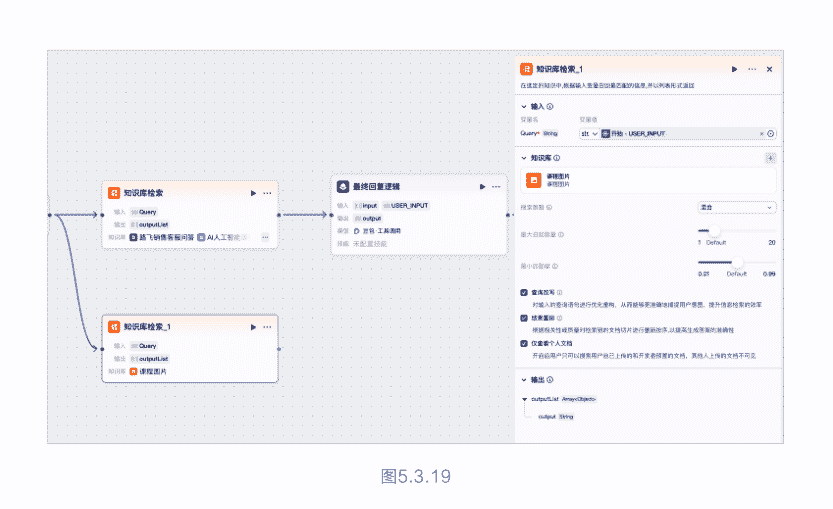 知识库检索
输入 Query
输出 outputList
知识库 路飞销售客服问答 AI人工智能
最终回复逻辑
输入 input USER_INPUT
输出 output
模型 豆包·工具调用
技能 未配置技能
知识库检索_1
输入 Query
输出 outputList
知识库 课程图片
知识库检索_1
在选定的知识中,根据输入变量召回最匹配的信息,并以列表形式返回
输入
变量名 变量值
Query* String str. 开始 - USER_INPUT
知识库
课程图片
课程图片
搜索策略 混合
最大召回数量
1 Default 20
最小匹配度
0.01 Default 0.99
查询改写
结果重排
仅查看个人文档
输出
outputList Array<Object>
output String
图5.3.19